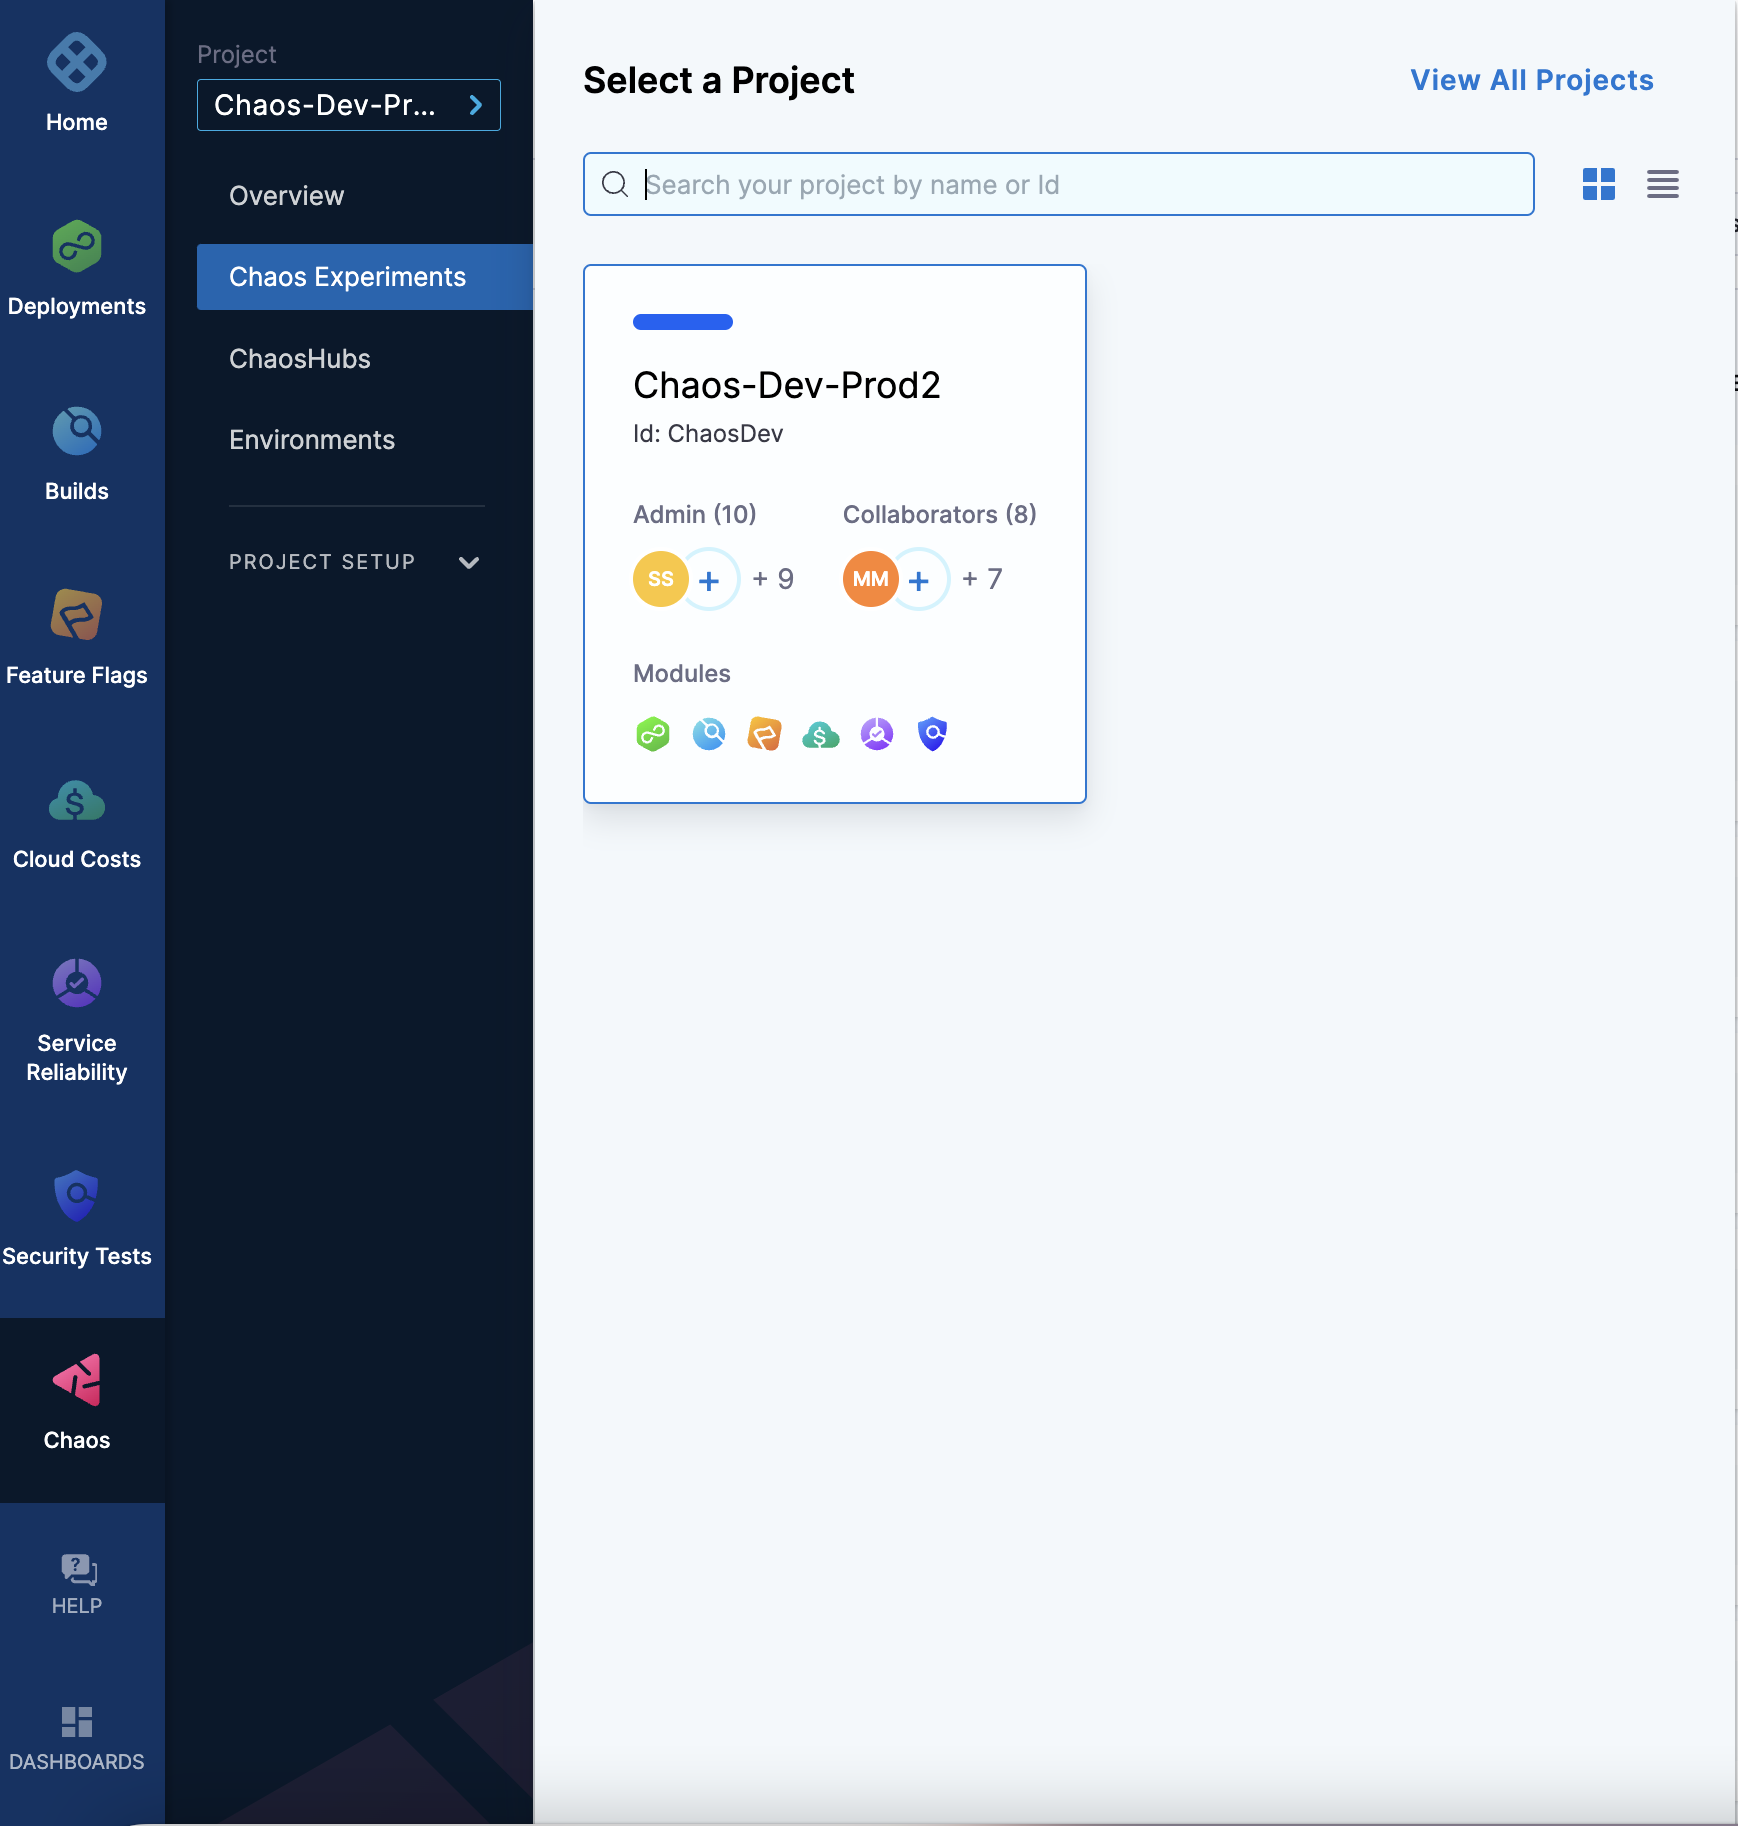 Home
Deployments
Builds
Feature Flags
Cloud Costs
Service
Reliability
Security Tests
Chaos
HELP
DASHBOARDS
Project
Chaos-Dev-Pr...
Overview
Chaos Experiments
ChaosHubs
Environments
PROJECT SETUP
Select a Project
View All Projects
Search your project by name or Id
Chaos-Dev-Prod2
Id: ChaosDev
Admin (10)
Collaborators (8)
SS + + 9
MM + + 7
Modules